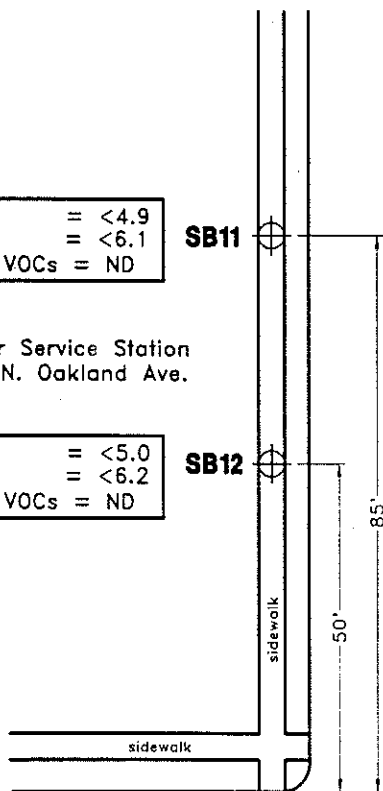 = <4.9
= <6.1
VOCs = ND
SB11
Service Station
N. Oakland Ave.
= <5.0
= <6.2
VOCs = ND
SB12
85'
50'
sidewalk
sidewalk